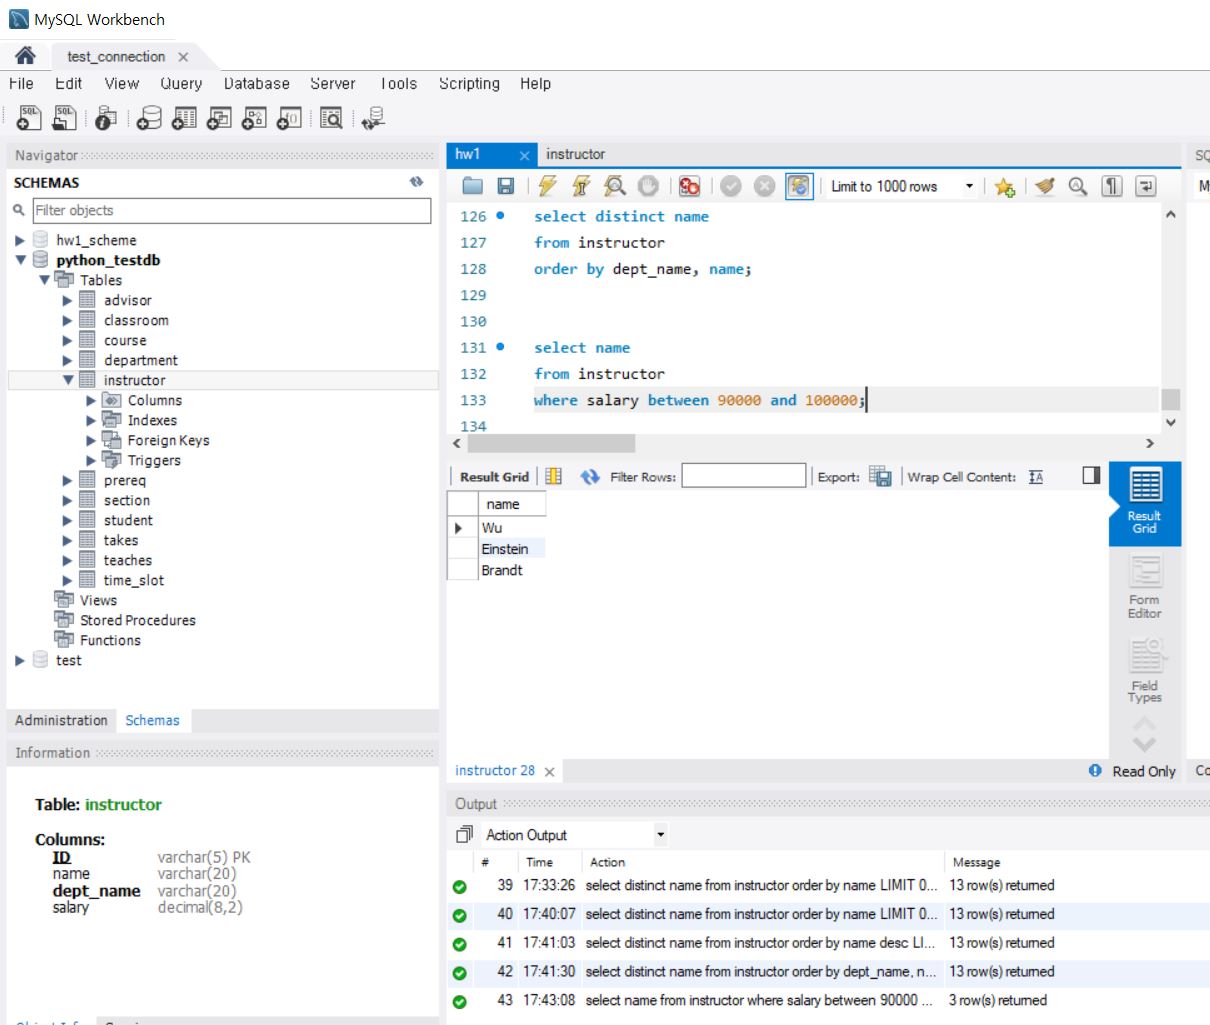 MySQL Workbench
test_connection
File Edit View Query Database Server Tools Scripting Help
Navigator
SCHEMAS
Filter objects
hw1_scheme
python_testdb
Tables
advisor
classroom
course
department
instructor
Columns
Indexes
Foreign Keys
Triggers
prereq
section
student
takes
teaches
time_slot
Views
Stored Procedures
Functions
test
Administration Schemas
Information
Table: instructor
Columns:
ID varchar(5) PK
name varchar(20)
dept_name varchar(20)
salary decimal(8,2)
hw1 instructor
Limit to 1000 rows
126 select distinct name
127 from instructor
128 order by dept_name, name;
129
130
131 select name
132 from instructor
133 where salary between 90000 and 100000;
134
Result Grid Filter Rows: Export: Wrap Cell Content:
name
Wu
Einstein
Brandt
Result
Grid
Form
Editor
Field
Types
instructor 28 Read Only
Output
Action Output
# Time Action Message
39 17:33:26 select distinct name from instructor order by name LIMIT 0... 13 row(s) returned
40 17:40:07 select distinct name from instructor order by name LIMIT 0... 13 row(s) returned
41 17:41:03 select distinct name from instructor order by name desc LI... 13 row(s) returned
42 17:41:30 select distinct name from instructor order by dept_name, n... 13 row(s) returned
43 17:43:08 select name from instructor where salary between 90000 ... 3 row(s) returned